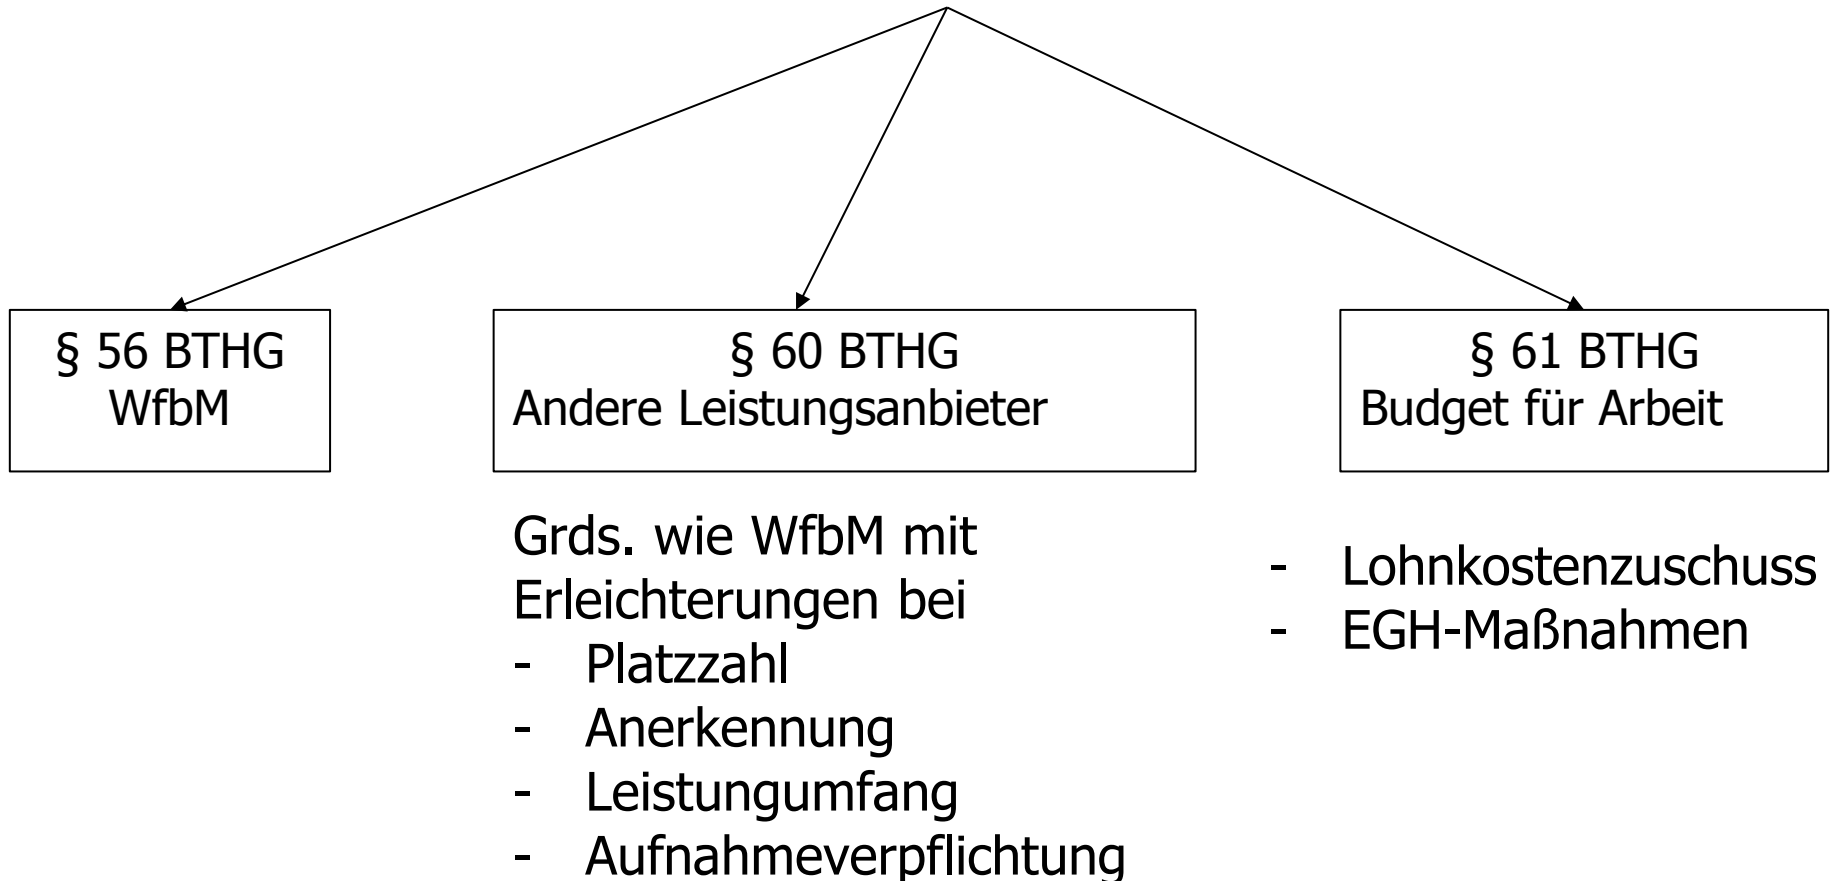 § 56 BTHG
WfbM
§ 60 BTHG
Andere Leistungsanbieter
§ 61 BTHG
Budget für Arbeit
Grds. wie WfbM mit
Erleichterungen bei
- Platzzahl
- Anerkennung
- Leistungumfang
- Aufnahmeverpflichtung
- Lohnkostenzuschuss
- EGH-Maßnahmen